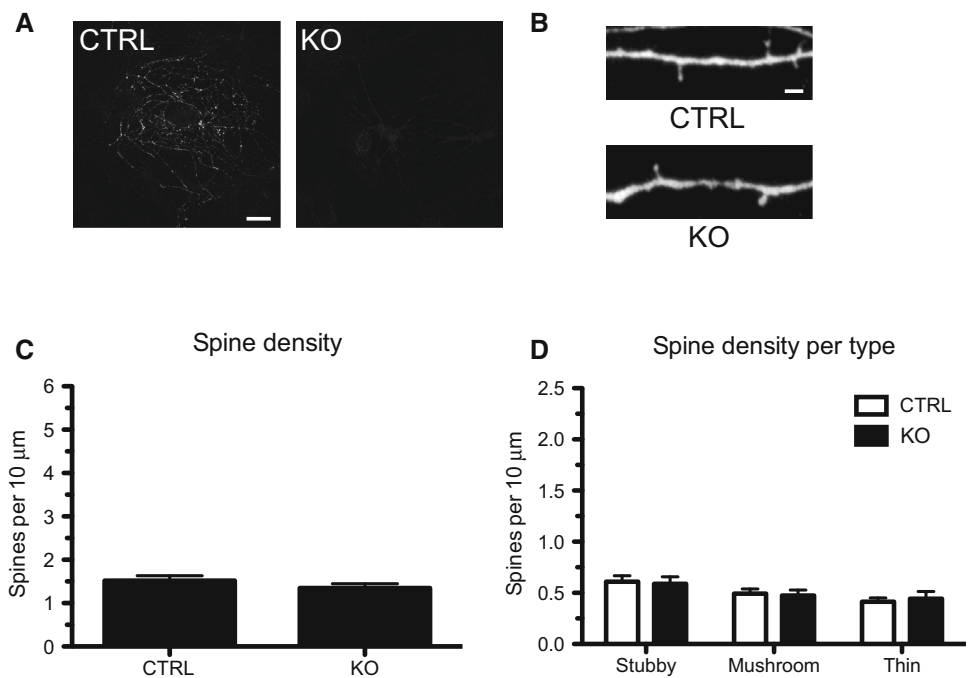 A
CTRL
KO
B
CTRL
KO
C
Spine density
Spines per 10 μm
6
5
4
3
2
1
0
CTRL
KO
D
Spine density per type
Spines per 10 μm
2.5
2.0
1.5
1.0
0.5
0.0
CTRL
KO
Stubby Mushroom Thin